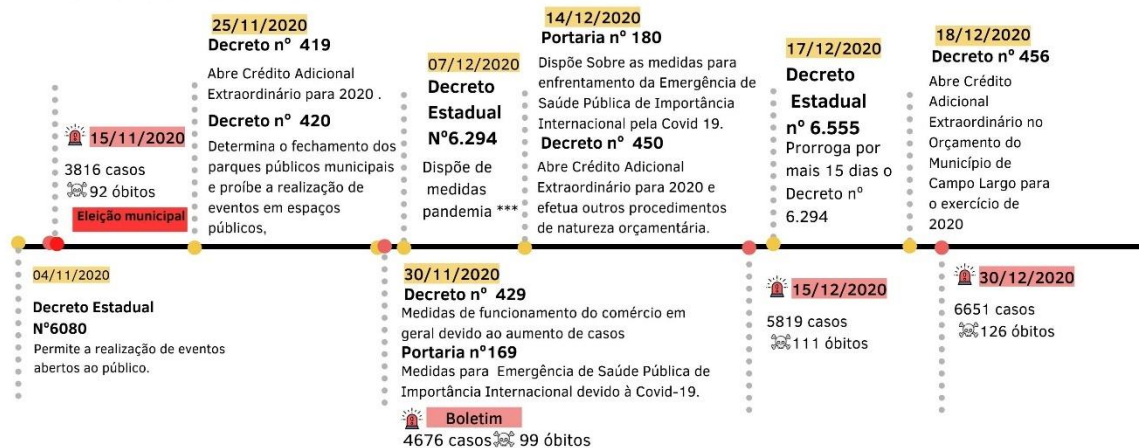 15/11/2020
3816 casos
92 óbitos
Eleição municipal
04/11/2020
Decreto Estadual
Nº6080
Permite a realização de eventos
abertos ao público.
25/11/2020
Decreto nº 419
Abre Crédito Adicional
Extraordinário para 2020 .
Decreto nº 420
Determina o fechamento dos
parques públicos municipais
e proíbe a realização de
eventos em espaços
públicos,
30/11/2020
Decreto nº 429
Medidas de funcionamento do comércio em
geral devido ao aumento de casos
Portaria nº169
Medidas para Emergência de Saúde Pública de
Importância Internacional devido à Covid-19.
Boletim
4676 casos 99 óbitos
07/12/2020
Decreto
Estadual
Nº6.294
Dispõe de
medidas
pandemia ***
14/12/2020
Portaria nº 180
Dispõe Sobre as medidas para
enfrentamento da Emergência de
Saúde Pública de Importância
Internacional pela Covid 19.
Decreto nº 450
Abre Crédito Adicional
Extraordinário para 2020 e
efetua outros procedimentos
de natureza orçamentária.
15/12/2020
5819 casos
111 óbitos
17/12/2020
Decreto
Estadual
nº 6.555
Prorroga por
mais 15 dias o
Decreto nº
6.294
18/12/2020
Decreto nº 456
Abre Crédito
Adicional
Extraordinário no
Orçamento do
Município de
Campo Largo para
o exercício de
2020
30/12/2020
6651 casos
126 óbitos